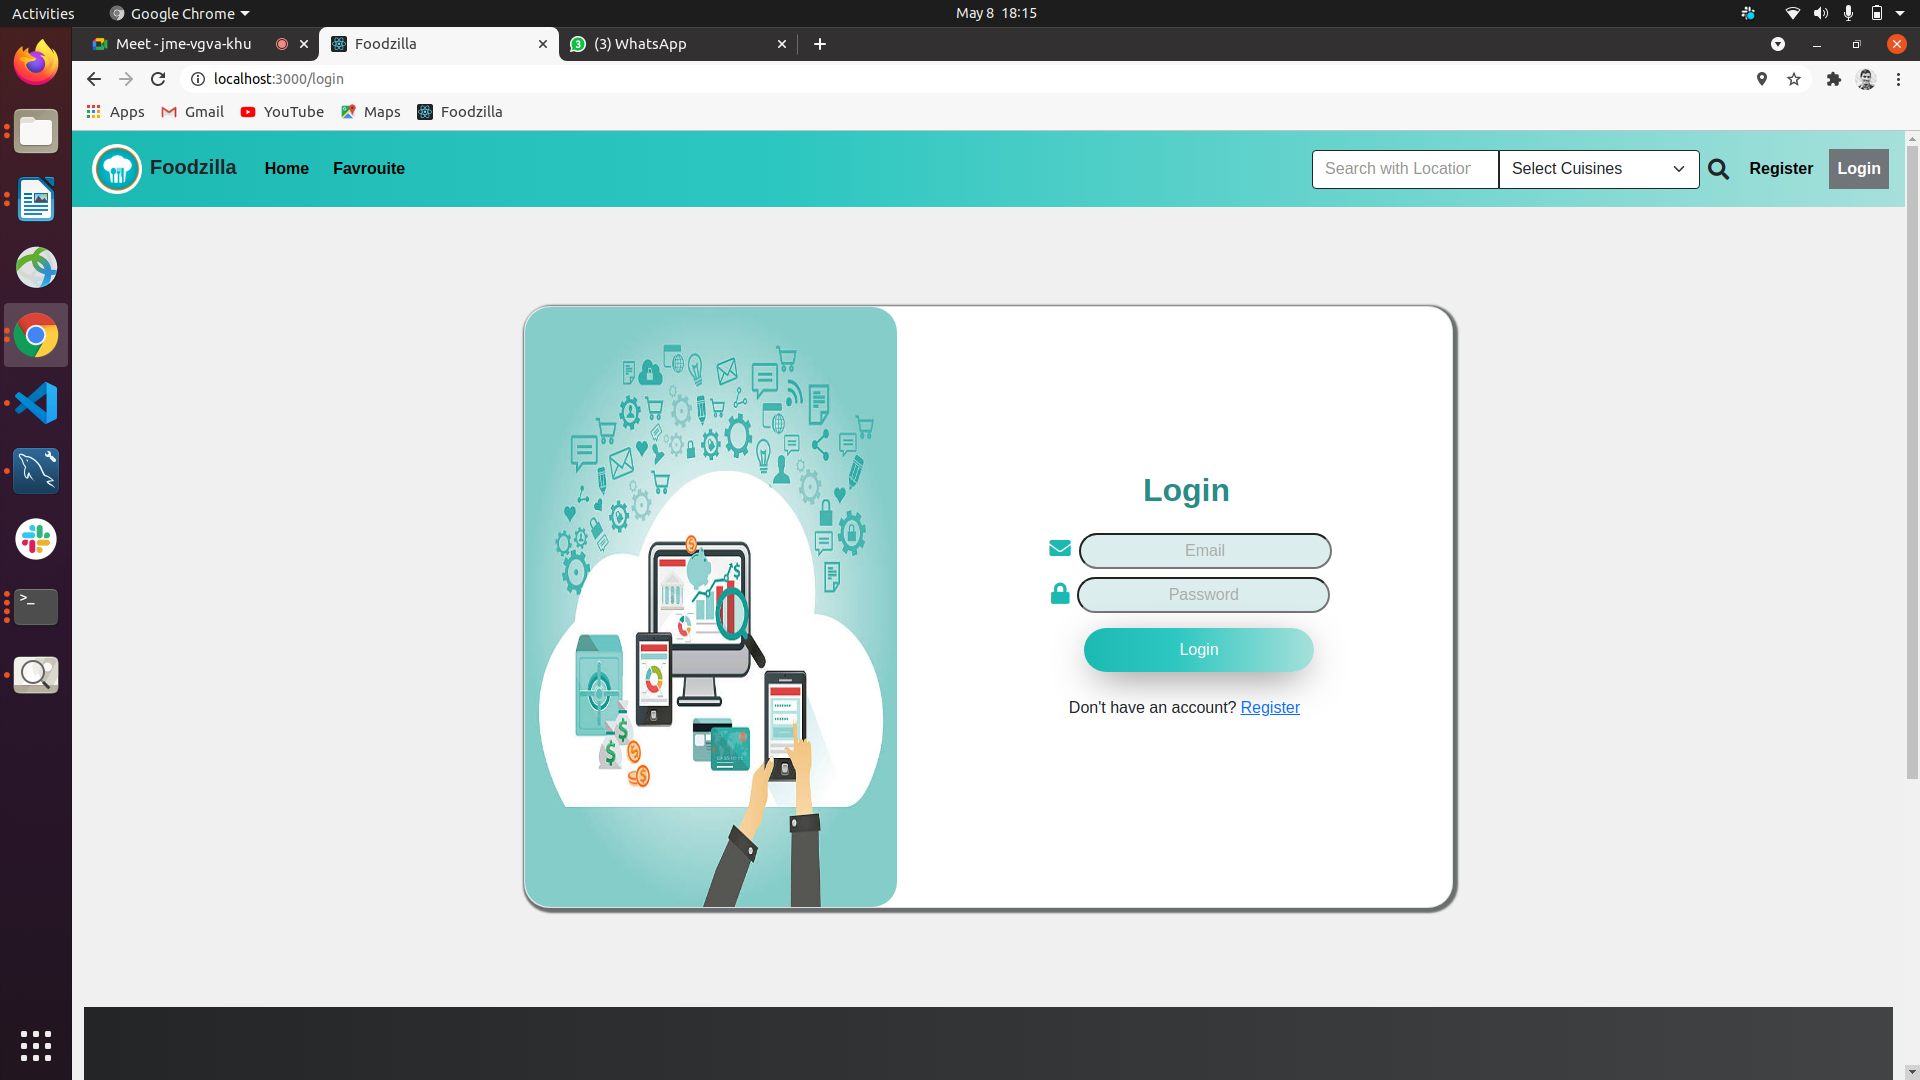 Activities
Google Chrome
May 8 18:15
Meet - jme-vgva-khu
Foodzilla
(3) WhatsApp
localhost:3000/login
Apps
Gmail
YouTube
Maps
Foodzilla
Foodzilla
Home
Favrouite
Search with Location
Select Cuisines
Register
Login
Login
Email
Password
Login
Don't have an account? Register